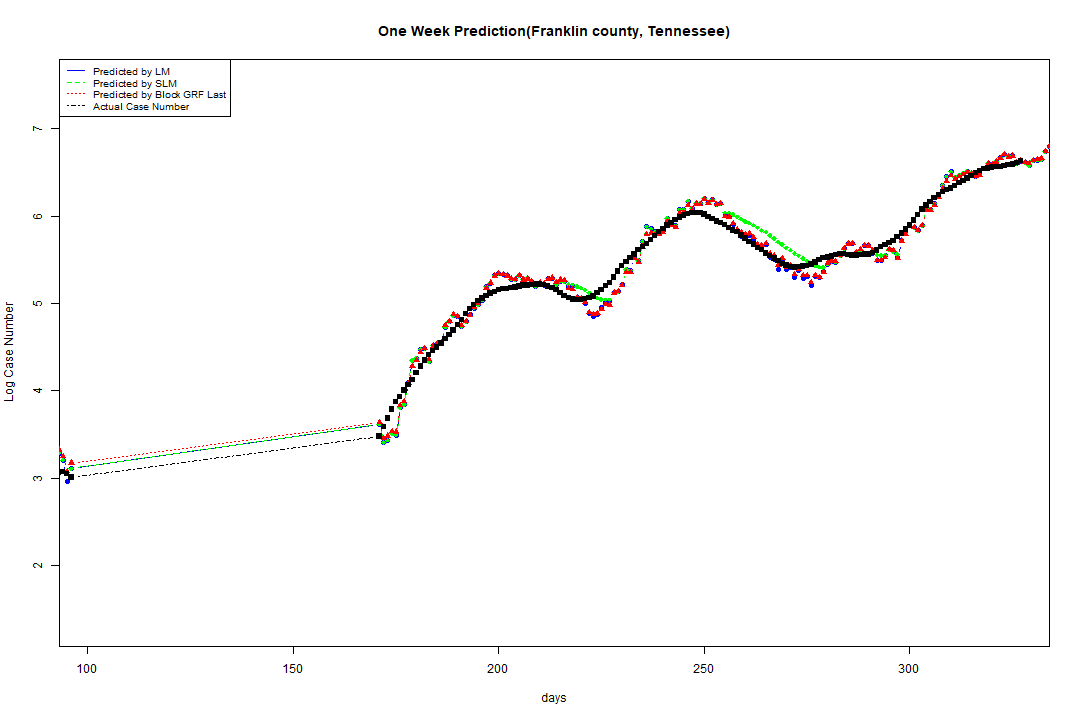 One Week Prediction(Franklin county, Tennessee)
Predicted by LM
Predicted by SLM
Predicted by Block GRF Last
Actual Case Number
7
6
5
4
3
2
Log Case Number
100 150 200 250 300
days